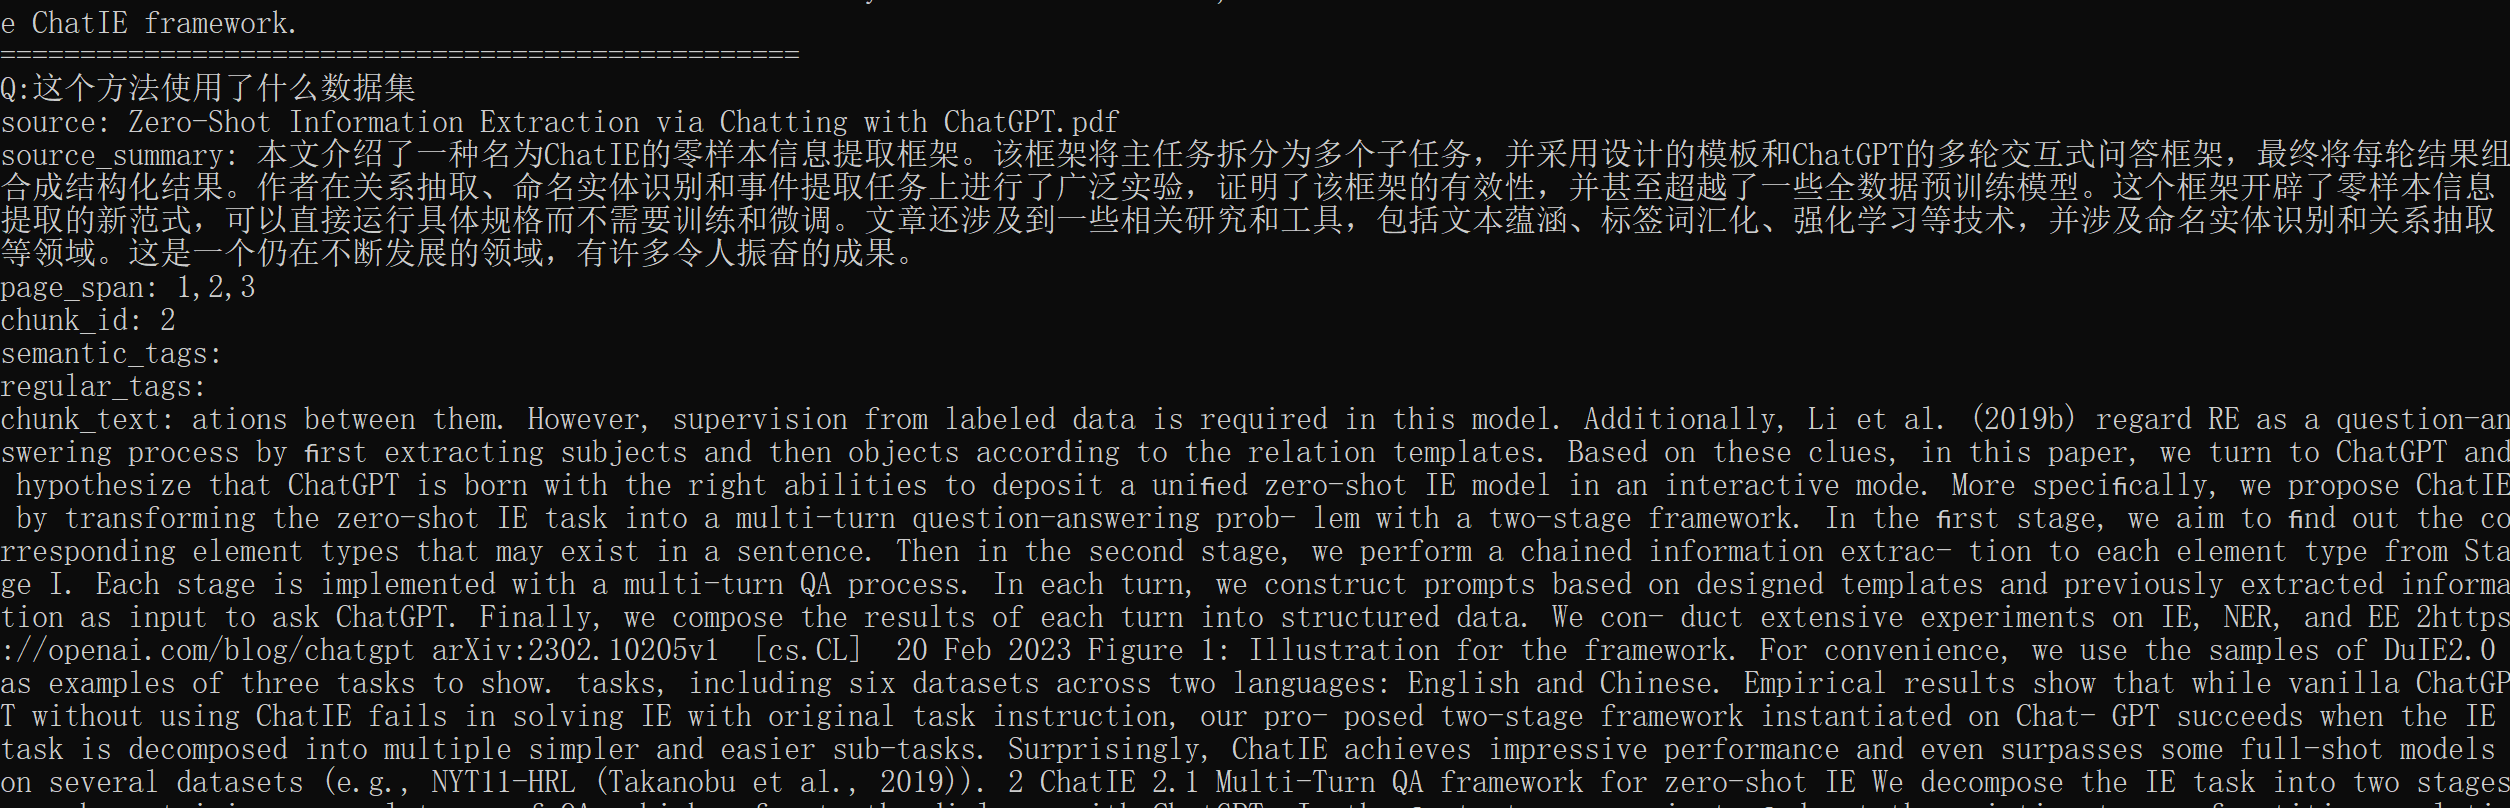 e ChatIE framework.
==================================================
Q:这个方法使用了什么数据集
source: Zero-Shot Information Extraction via Chatting with ChatGPT.pdf
source_summary: 本文介绍了一种名为ChatIE的零样本信息提取框架。该框架将主任务拆分为多个子任务，并采用设计的模板和ChatGPT的多轮交互式问答框架，最终将每轮结果组
合成结构化结果。作者在关系抽取、命名实体识别和事件提取任务上进行了广泛实验，证明了该框架的有效性，并甚至超越了一些全数据预训练模型。这个框架开辟了零样本信息
提取的新范式，可以直接运行具体规格而不需要训练和微调。文章还涉及到一些相关研究和工具，包括文本蕴涵、标签词汇化、强化学习等技术，并涉及命名实体识别和关系抽取
等领域。这是一个仍在不断发展的领域，有许多令人振奋的成果。
page_span: 1,2,3
chunk_id: 2
semantic_tags:
regular_tags:
chunk_text: ations between them. However, supervision from labeled data is required in this model. Additionally, Li et al. (2019b) regard RE as a question-an
swering process by ﬁrst extracting subjects and then objects according to the relation templates. Based on these clues, in this paper, we turn to ChatGPT and
hypothesize that ChatGPT is born with the right abilities to deposit a uniﬁed zero-shot IE model in an interactive mode. More speciﬁcally, we propose ChatIE
by transforming the zero-shot IE task into a multi-turn question-answering prob- lem with a two-stage framework. In the ﬁrst stage, we aim to ﬁnd out the co
rresponding element types that may exist in a sentence. Then in the second stage, we perform a chained information extrac- tion to each element type from Sta
ge I. Each stage is implemented with a multi-turn QA process. In each turn, we construct prompts based on designed templates and previously extracted informa
tion as input to ask ChatGPT. Finally, we compose the results of each turn into structured data. We con- duct extensive experiments on IE, NER, and EE 2https
://openai.com/blog/chatgpt arXiv:2302.10205v1  [cs.CL]  20 Feb 2023 Figure 1: Illustration for the framework. For convenience, we use the samples of DuIE2.0
as examples of three tasks to show. tasks, including six datasets across two languages: English and Chinese. Empirical results show that while vanilla ChatGP
T without using ChatIE fails in solving IE with original task instruction, our pro- posed two-stage framework instantiated on Chat- GPT succeeds when the IE
task is decomposed into multiple simpler and easier sub-tasks. Surprisingly, ChatIE achieves impressive performance and even surpasses some full-shot models
on several datasets (e.g., NYT11-HRL (Takanobu et al., 2019)). 2 ChatIE 2.1 Multi-Turn QA framework for zero-shot IE We decompose the IE task into two stages